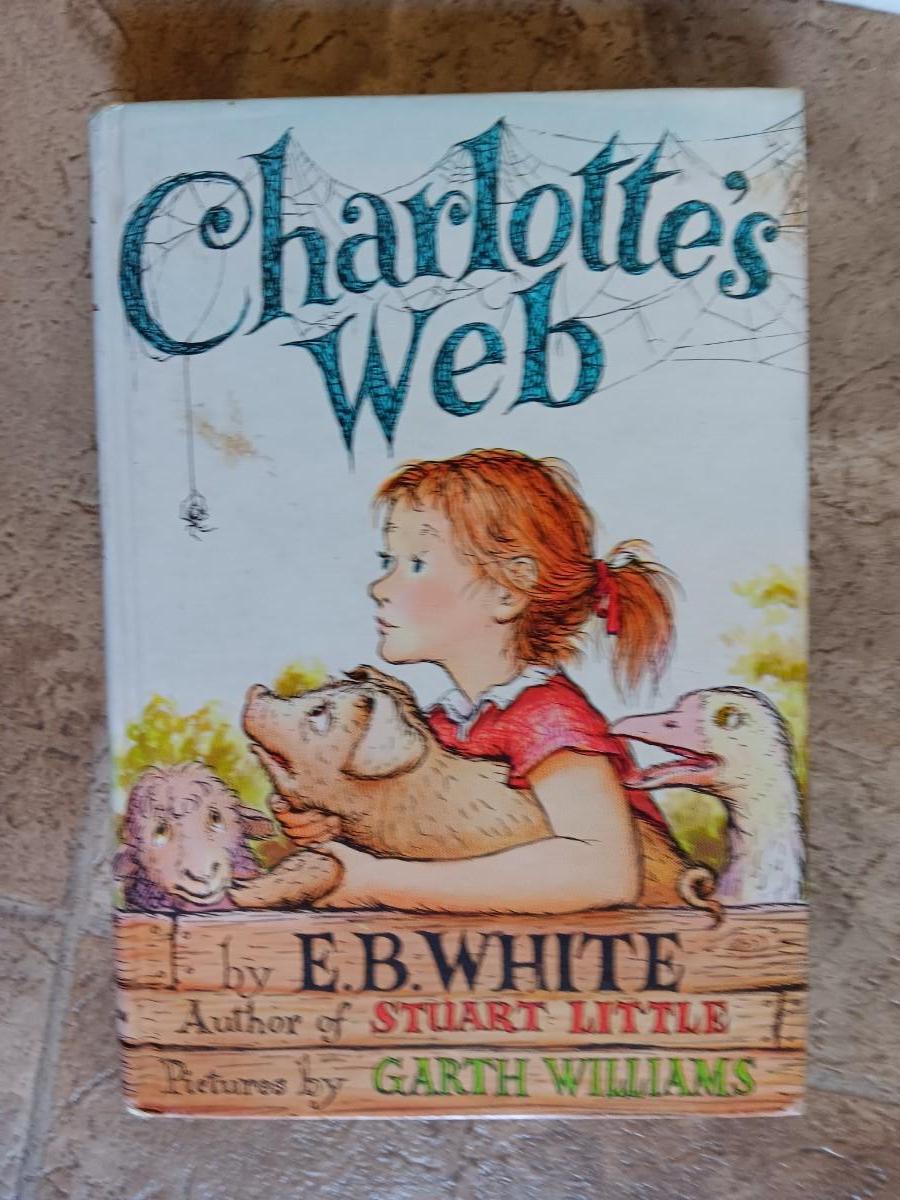 Charlotte's
Web
by E.B. WHITE
Author of STUART LITTLE
Pictures by GARTH WILLIAMS